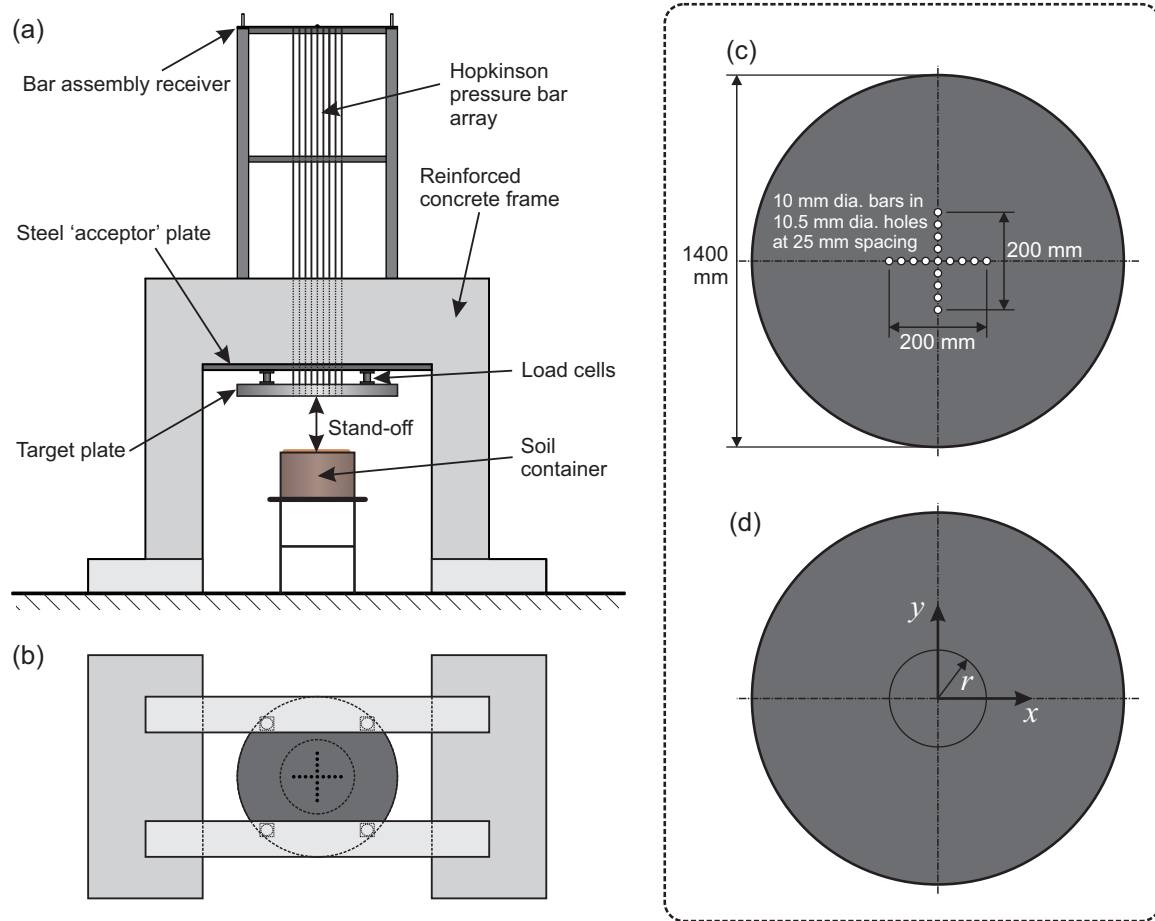 (a)
Bar assembly receiver
Hopkinson
pressure bar
array
Reinforced
concrete frame
Steel ‘acceptor’ plate
Load cells
Target plate
Stand-off
Soil
container
(b)
(c)
10 mm dia. bars in
10.5 mm dia. holes
at 25 mm spacing
1400
mm
200 mm
200 mm
(d)
y
r
x